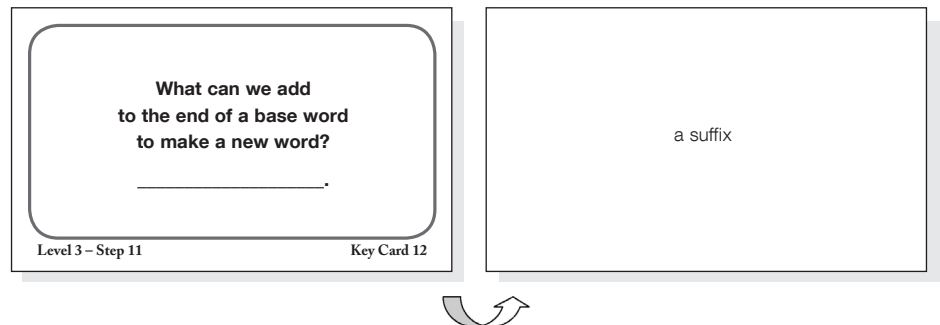 What can we add
to the end of a base word
to make a new word?
____________________.
Level 3 – Step 11
Key Card 12
a suffix